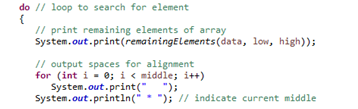 do // loop to search for element
{
// print remaining elements of array
System.out.print(remainingElements(data, low, high));
// output spaces for alignment
for (int i = 0; i < middle; i++)
System.out.print("   ");
System.out.println(" * "); // indicate current middle